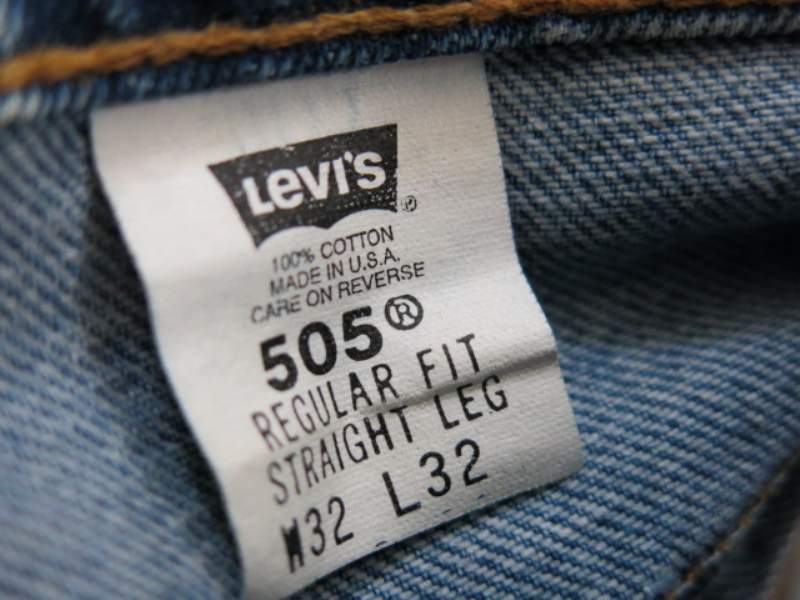 Levi's
®
100% COTTON
MADE IN U.S.A.
CARE ON REVERSE
505®
REGULAR FIT
STRAIGHT LEG
W32 L32